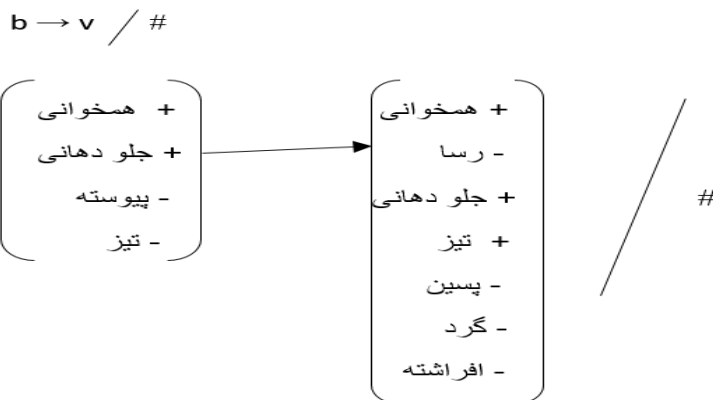 b → v / #
+ همخوانی
+ جلو دهانی
- پیوسته
- تیز
+ همخوانی
- رسا
+ جلو دهانی
+ تیز
- پسین
- گرد
- افراشته
#